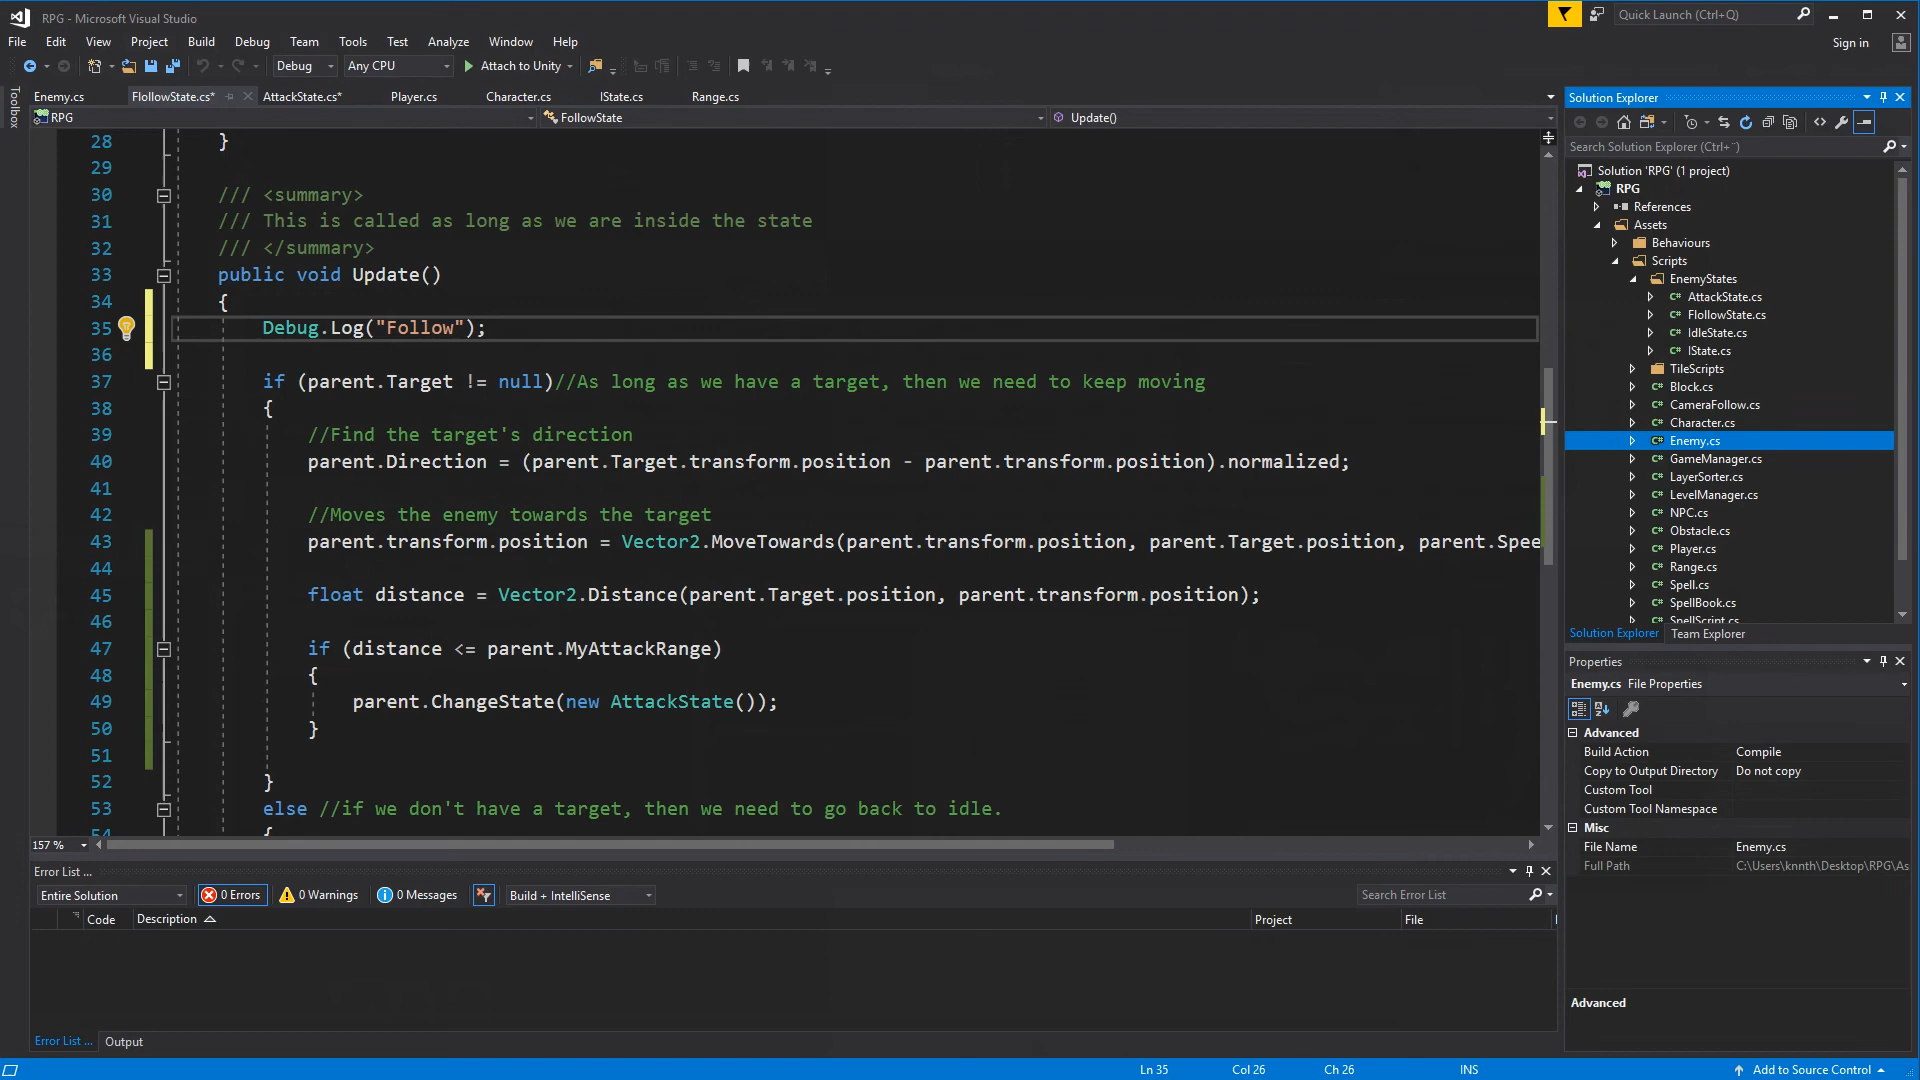 RPG - Microsoft Visual Studio
Quick Launch (Ctrl+Q)
File Edit View Project Build Debug Team Tools Test Analyze Window Help
Sign in
Debug Any CPU Attach to Unity
Toolbox
Enemy.cs FlollowState.cs* AttackState.cs* Player.cs Character.cs IState.cs Range.cs
RPG FollowState Update()
28 }
29
30 /// <summary>
31 /// This is called as long as we are inside the state
32 /// </summary>
33 public void Update()
34 {
35 Debug.Log("Follow");
36
37 if (parent.Target != null)//As long as we have a target, then we need to keep moving
38 {
39 //Find the target's direction
40 parent.Direction = (parent.Target.transform.position - parent.transform.position).normalized;
41
42 //Moves the enemy towards the target
43 parent.transform.position = Vector2.MoveTowards(parent.transform.position, parent.Target.position, parent.Spee
44
45 float distance = Vector2.Distance(parent.Target.position, parent.transform.position);
46
47 if (distance <= parent.MyAttackRange)
48 {
49 parent.ChangeState(new AttackState());
50 }
51
52 }
53 else //if we don't have a target, then we need to go back to idle.
54 {
157 %
Error List ...
Entire Solution 0 Errors 0 Warnings 0 Messages Build + IntelliSense Search Error List
Code Description Project File
Error List ... Output
Solution Explorer
Search Solution Explorer (Ctrl+¨)
Solution 'RPG' (1 project)
RPG
References
Assets
Behaviours
Scripts
EnemyStates
AttackState.cs
FlollowState.cs
IdleState.cs
IState.cs
TileScripts
Block.cs
CameraFollow.cs
Character.cs
Enemy.cs
GameManager.cs
LayerSorter.cs
LevelManager.cs
NPC.cs
Obstacle.cs
Player.cs
Range.cs
Spell.cs
SpellBook.cs
SpellScript.cs
Solution Explorer Team Explorer
Properties
Enemy.cs File Properties
Advanced
Build Action Compile
Copy to Output Directory Do not copy
Custom Tool
Custom Tool Namespace
Misc
File Name Enemy.cs
Full Path C:\Users\knnth\Desktop\RPG\As
Advanced
Ln 35 Col 26 Ch 26 INS Add to Source Control